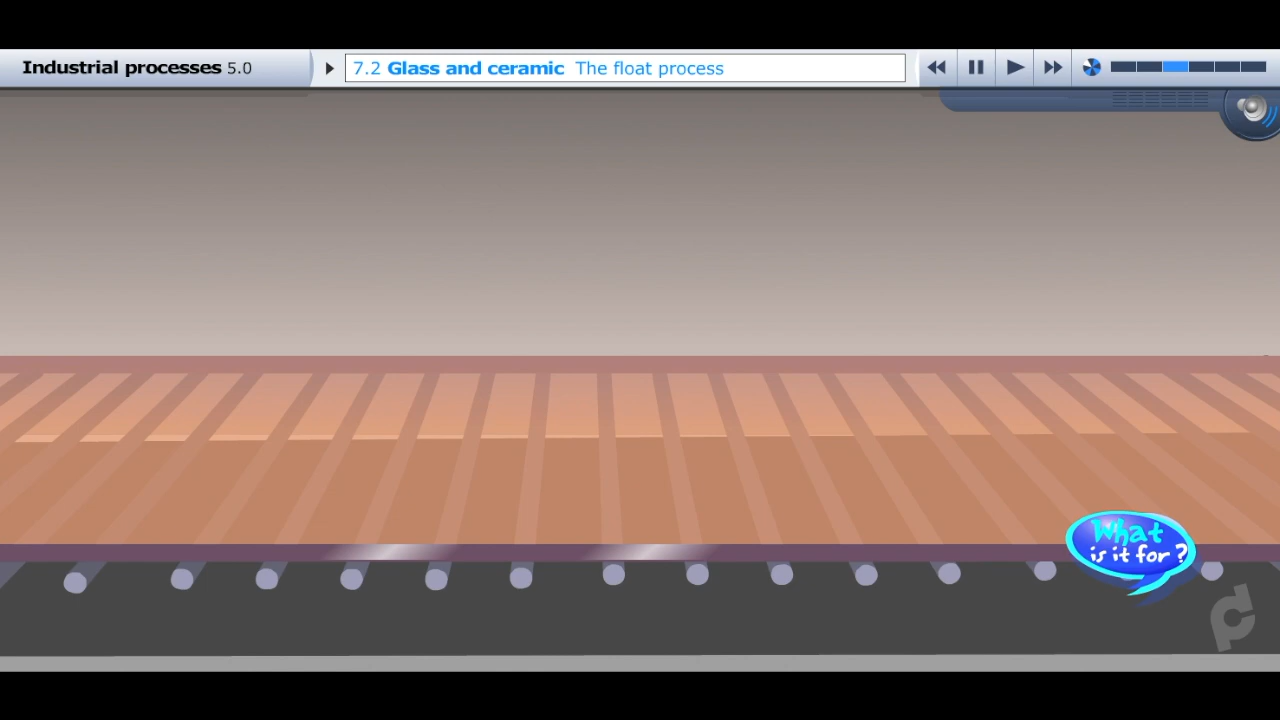 Industrial processes 5.0
7.2 Glass and ceramic The float process
What
is it for ?